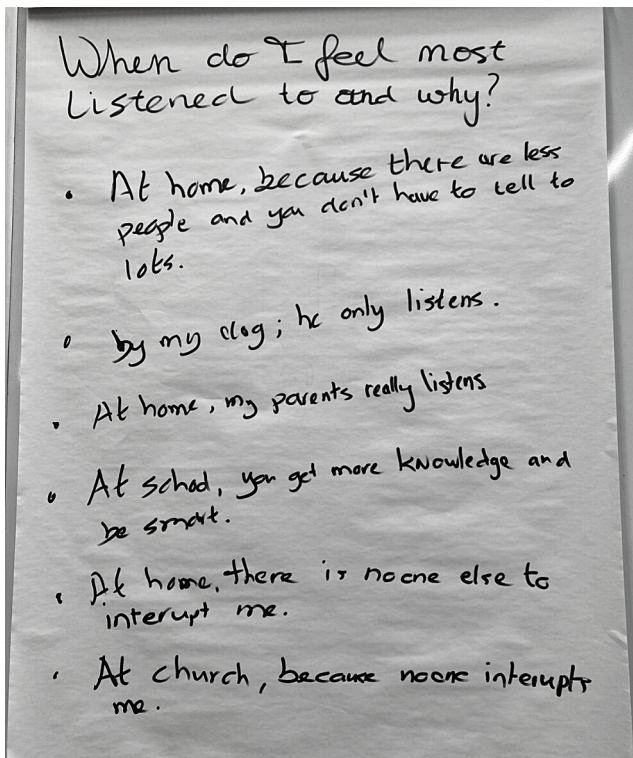 When do I feel most
Listened to and why?
• At home, because there are less
people and you don't have to tell to
lots.
• by my dog; he only listens.
• At home, my parents really listens
• At school, you get more knowledge and
be smart.
• At home, there is noone else to
interupt me.
• At church, because noone interupts
me.